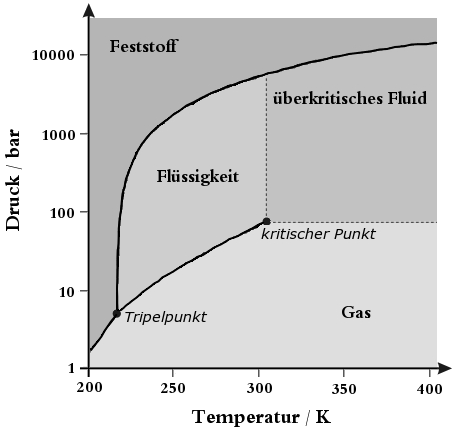 Feststoff
10000
überkritisches Fluid
1000
Flüssigkeit
Druck / bar
100
kritischer Punkt
10
Tripelpunkt
Gas
1
200
250
300
350
400
Temperatur / K